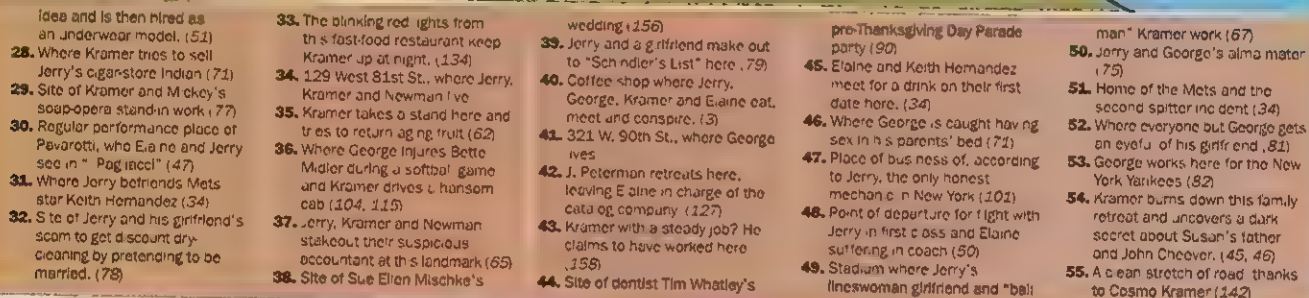 idea and is then hired as
an underwear model. (51)
28. Where Kramer tries to sell
Jerry's cigar-store Indian (71)
29. Site of Kramer and Mickey's
soap-opera stand-in work (77)
30. Regular performance place of
Pavarotti, who Elaine and Jerry
see in "Pagliacci" (47)
31. Where Jerry befriends Mets
star Keith Hernandez (34)
32. Site of Jerry and his girlfriend's
scam to get discount dry-
cleaning by pretending to be
married. (78)
33. The blinking red lights from
this fast-food restaurant keep
Kramer up at night. (134)
34. 129 West 81st St., where Jerry,
Kramer and Newman live
35. Kramer takes a stand here and
tries to return aging fruit (62)
36. Where George injures Bette
Midler during a softball game
and Kramer drives a hansom
cab (104, 115)
37. Jerry, Kramer and Newman
stakeout their suspicious
accountant at this landmark (65)
38. Site of Sue Ellen Mischke's
wedding (156)
39. Jerry and a girlfriend make out
to "Schindler's List" here (79)
40. Coffee shop where Jerry,
George, Kramer and Elaine eat,
meet and conspire. (3)
41. 321 W. 90th St., where George
lives
42. J. Peterman retreats here,
leaving Elaine in charge of the
catalog company (127)
43. Kramer with a steady job? He
claims to have worked here
(158)
44. Site of dentist Tim Whatley's
pre-Thanksgiving Day Parade
party (90)
45. Elaine and Keith Hernandez
meet for a drink on their first
date here. (34)
46. Where George is caught having
sex in his parents' bed (71)
47. Place of business of, according
to Jerry, the only honest
mechanic in New York (101)
48. Point of departure for flight with
Jerry in first class and Elaine
suffering in coach (50)
49. Stadium where Jerry's
lineswoman girlfriend and "ball
man" Kramer work (67)
50. Jerry and George's alma mater
(75)
51. Home of the Mets and the
second spitter incident (34)
52. Where everyone but George gets
an eyeful of his girlfriend (81)
53. George works here for the New
York Yankees (82)
54. Kramer burns down this family
retreat and uncovers a dark
secret about Susan's father
and John Cheever. (45, 46)
55. A clean stretch of road thanks
to Cosmo Kramer (142)